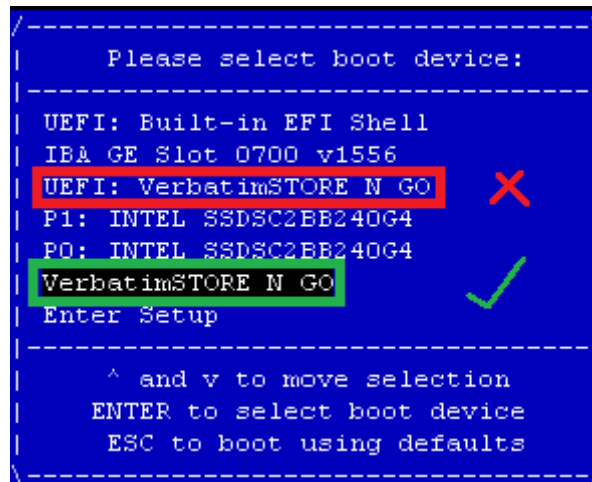 Please select boot device:
UEFI: Built-in EFI Shell
IBA GE Slot 0700 v1556
UEFI: VerbatimSTORE N GO
P1: INTEL SSDSC2BB240G4
P0: INTEL SSDSC2BB240G4
VerbatimSTORE N GO
Enter Setup
^ and v to move selection
ENTER to select boot device
ESC to boot using defaults